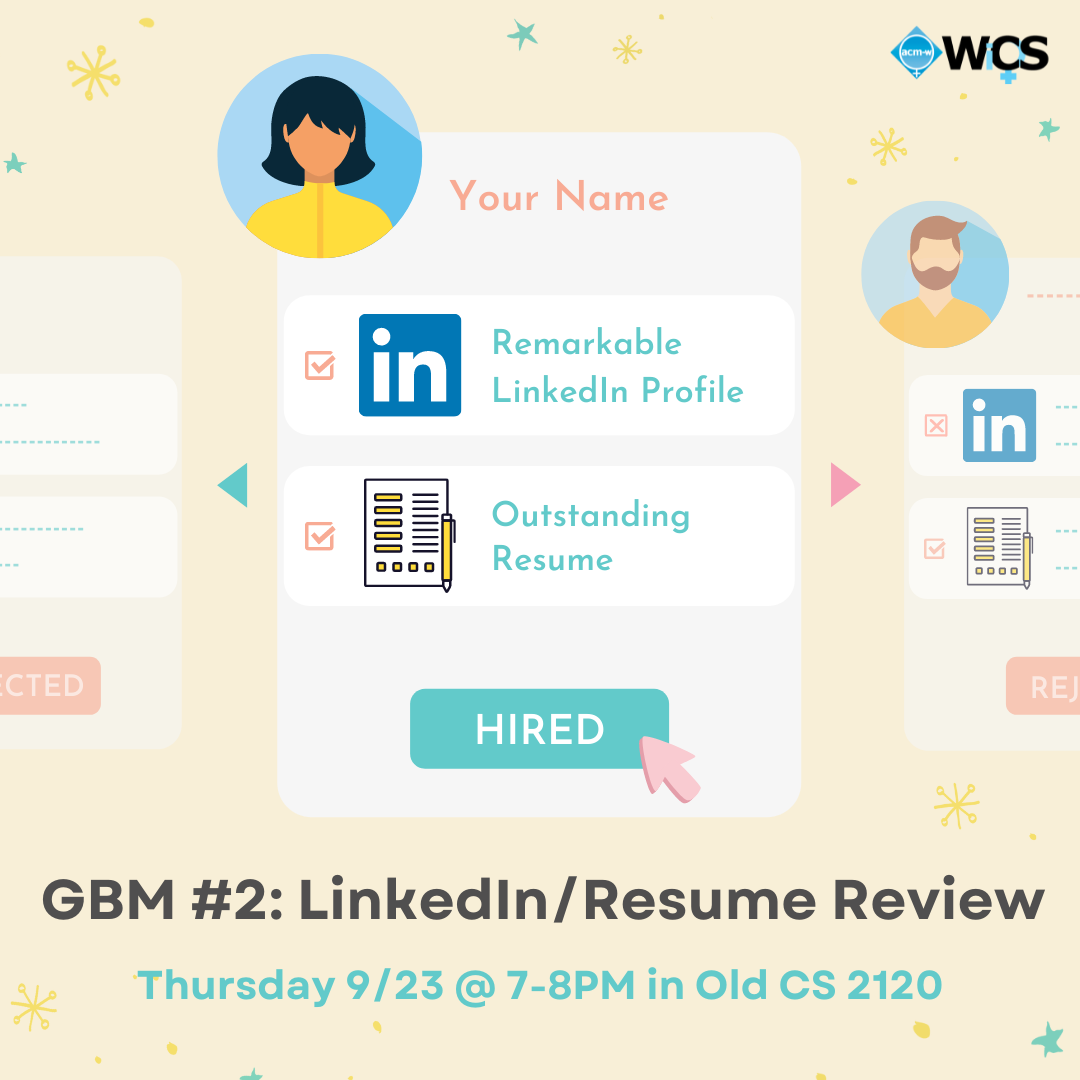 acm-w
WiCS
Your Name
in
Remarkable
LinkedIn Profile
in
Outstanding
Resume
ECTED
REJ
HIRED
GBM #2: LinkedIn/Resume Review
Thursday 9/23 @ 7-8PM in Old CS 2120